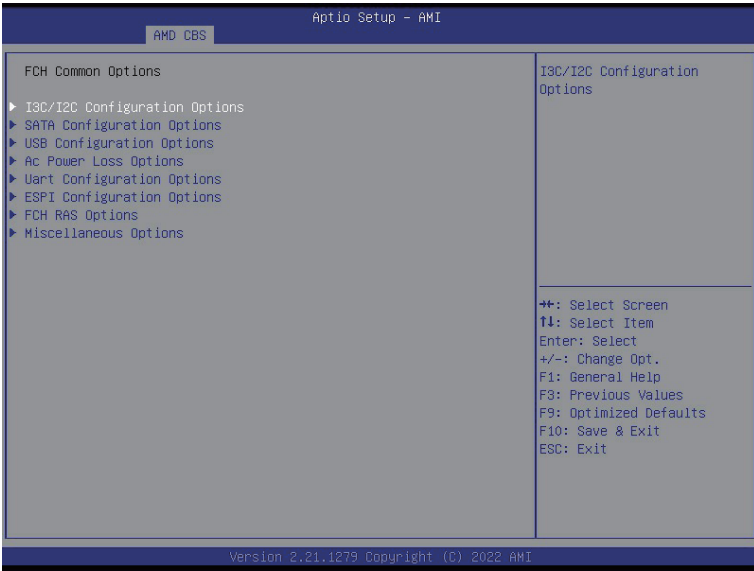 Aptio Setup – AMI
AMD CBS
FCH Common Options
I3C/I2C Configuration Options
SATA Configuration Options
USB Configuration Options
Ac Power Loss Options
Uart Configuration Options
ESPI Configuration Options
FCH RAS Options
Miscellaneous Options
I3C/I2C Configuration
Options
→←: Select Screen
↑↓: Select Item
Enter: Select
+/-: Change Opt.
F1: General Help
F3: Previous Values
F9: Optimized Defaults
F10: Save & Exit
ESC: Exit
Version 2.21.1279 Copyright (C) 2022 AMI